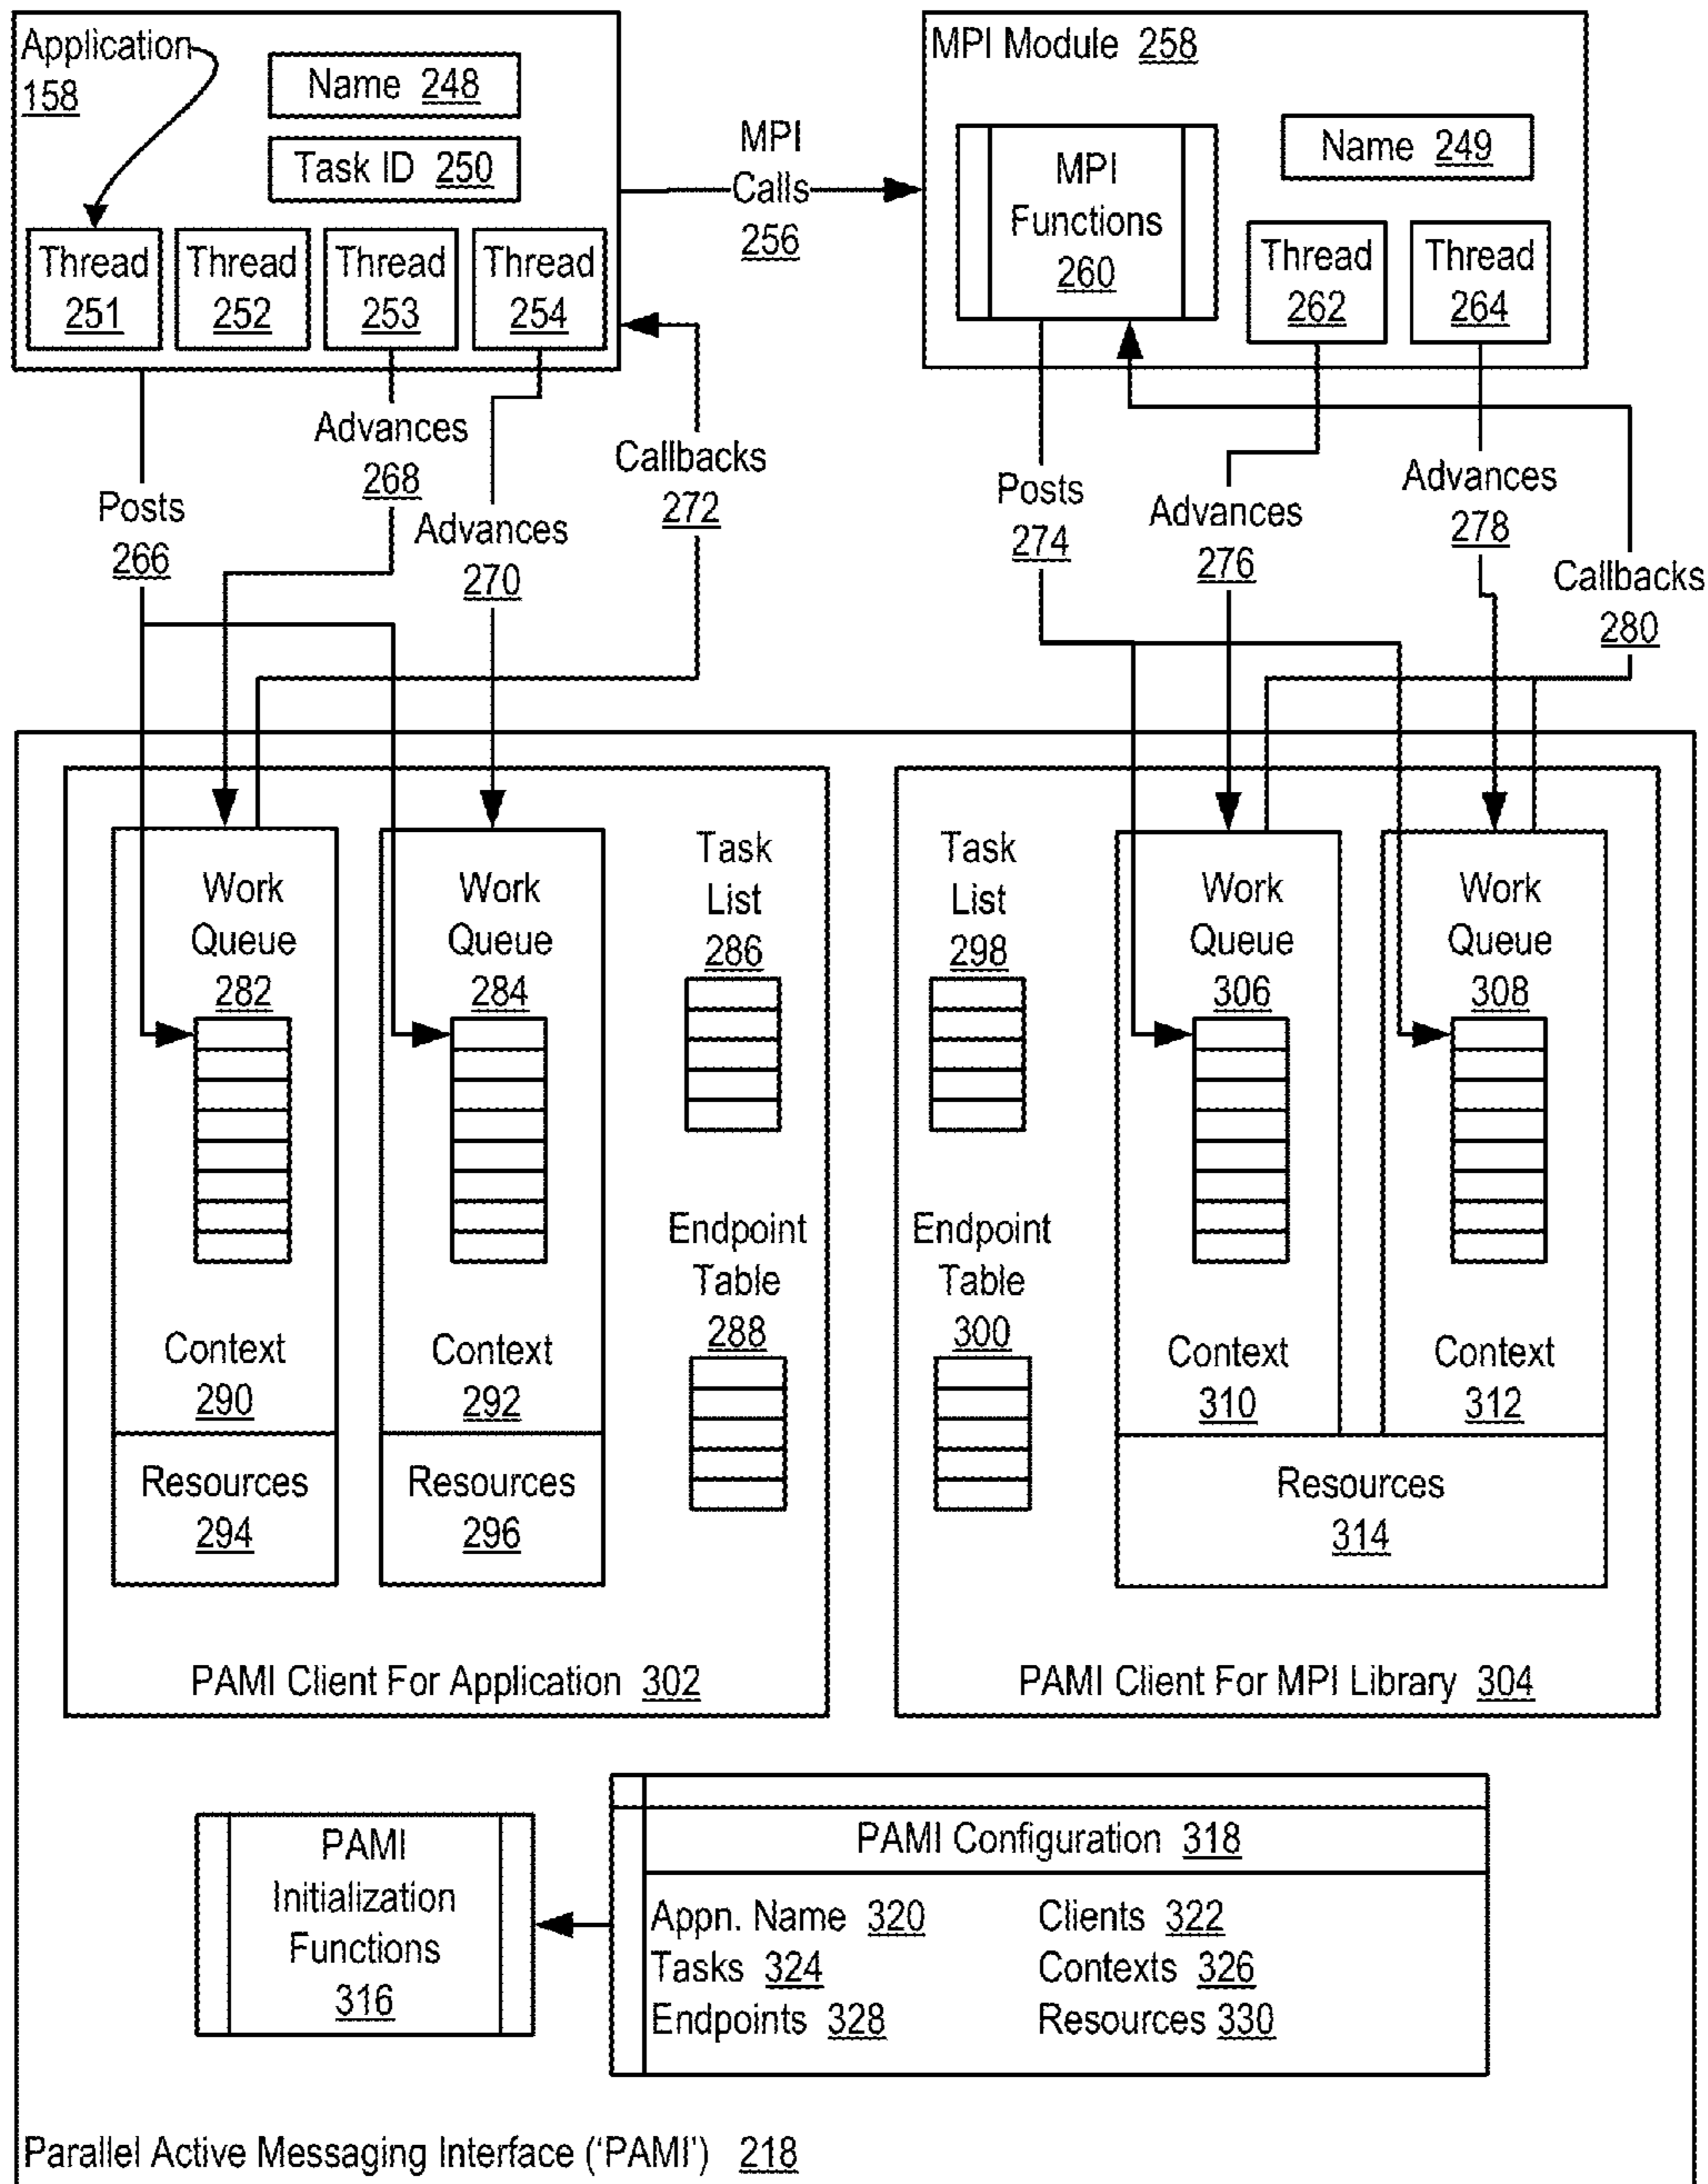 Application
158
Name 248
Task ID 250
Thread
251
Thread
252
Thread
253
Thread
254
MPI
Calls
256
MPI Module 258
MPI
Functions
260
Name 249
Thread
262
Thread
264
Posts
266
Advances
268
Advances
270
Callbacks
272
Posts
274
Advances
276
Advances
278
Callbacks
280
Work
Queue
282
Context
290
Resources
294
Work
Queue
284
Context
292
Resources
296
Task
List
286
Endpoint
Table
288
PAMI Client For Application 302
Task
List
298
Endpoint
Table
300
Work
Queue
306
Context
310
Work
Queue
308
Context
312
Resources
314
PAMI Client For MPI Library 304
PAMI
Initialization
Functions
316
PAMI Configuration 318
Appn. Name 320 Clients 322
Tasks 324 Contexts 326
Endpoints 328 Resources 330
Parallel Active Messaging Interface (‘PAMI’) 218